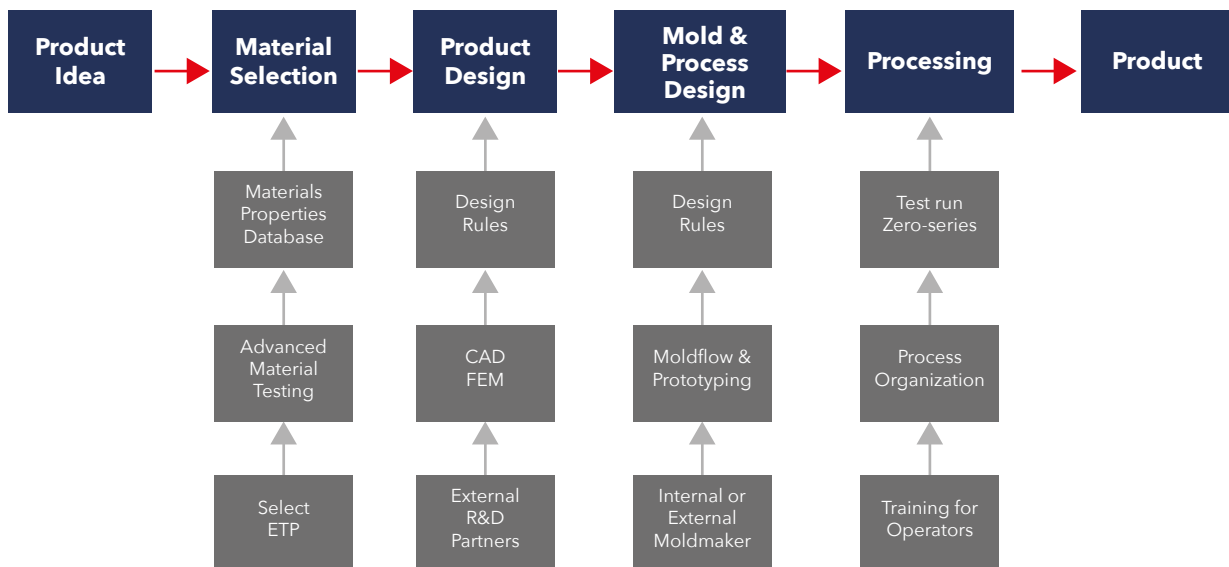 Product
Idea
Material
Selection
Product
Design
Mold &
Process
Design
Processing
Product
Materials
Properties
Database
Design
Rules
Design
Rules
Test run
Zero-series
Advanced
Material
Testing
CAD
FEM
Moldflow &
Prototyping
Process
Organization
Select
ETP
External
R&D
Partners
Internal or
External
Moldmaker
Training for
Operators